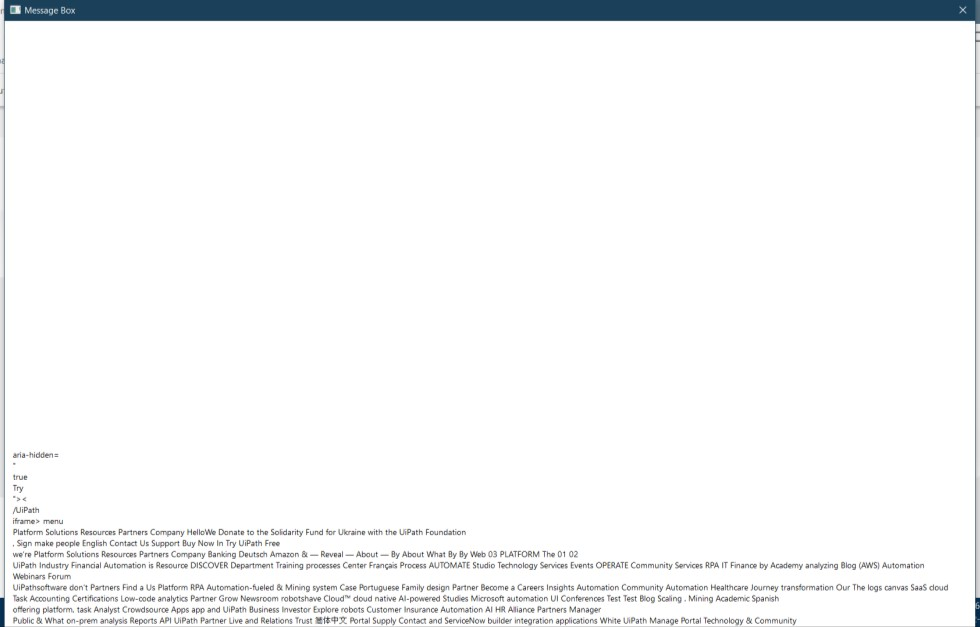 Message Box
aria-hidden=
"
true
Try
"> <
/UiPath
iframe> menu
Platform Solutions Resources Partners Company HelloWe Donate to the Solidarity Fund for Ukraine with the UiPath Foundation
, Sign make people English Contact Us Support Buy Now In Try UiPath Free
we're Platform Solutions Resources Partners Company Banking Deutsch Amazon & — Reveal — About — By About What By By Web 03 PLATFORM The 01 02
UiPath Industry Financial Automation is Resource DISCOVER Department Training processes Center Français Process AUTOMATE Studio Technology Services Events OPERATE Community Services RPA IT Finance by Academy analyzing Blog (AWS) Automation
Webinars Forum
UiPathsoftware don't Partners Find a Us Platform RPA Automation-fueled & Mining system Case Portuguese Family design Partner Become a Careers Insights Automation Community Automation Healthcare Journey transformation Our The logs canvas SaaS cloud
Task Accounting Certifications Low-code analytics Partner Grow Newsroom robotshave Cloud™ cloud native AI-powered Studies Microsoft automation UI Conferences Test Test Blog Scaling . Mining Academic Spanish
offering platform, task Analyst Crowdsource Apps app and UiPath Business Investor Explore robots Customer Insurance Automation AI HR Alliance Partners Manager
Public & What on-prem analysis Reports API UiPath Partner Live and Relations Trust 简体中文 Portal Supply Contact and ServiceNow builder integration applications White UiPath Manage Portal Technology & Community